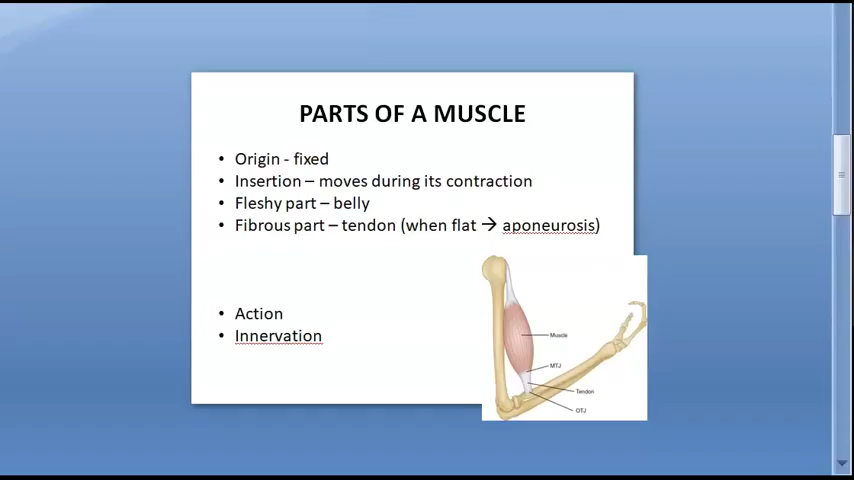 PARTS OF A MUSCLE
• Origin - fixed
• Insertion – moves during its contraction
• Fleshy part – belly
• Fibrous part – tendon (when flat → aponeurosis)
• Action
• Innervation
Muscle
MTJ
Tendon
OTJ